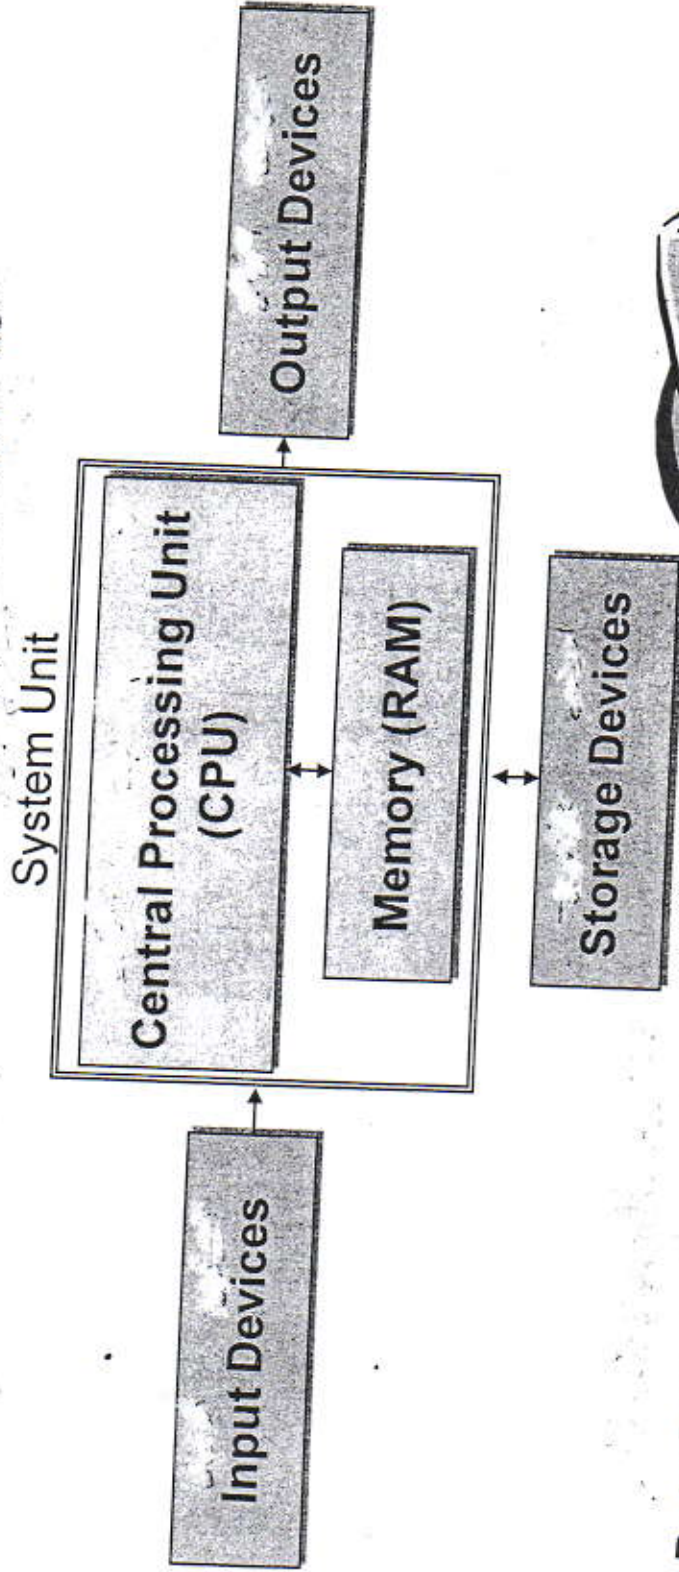 System Unit
Central Processing Unit
(CPU)
Input Devices
Output Devices
Memory (RAM)
Storage Devices